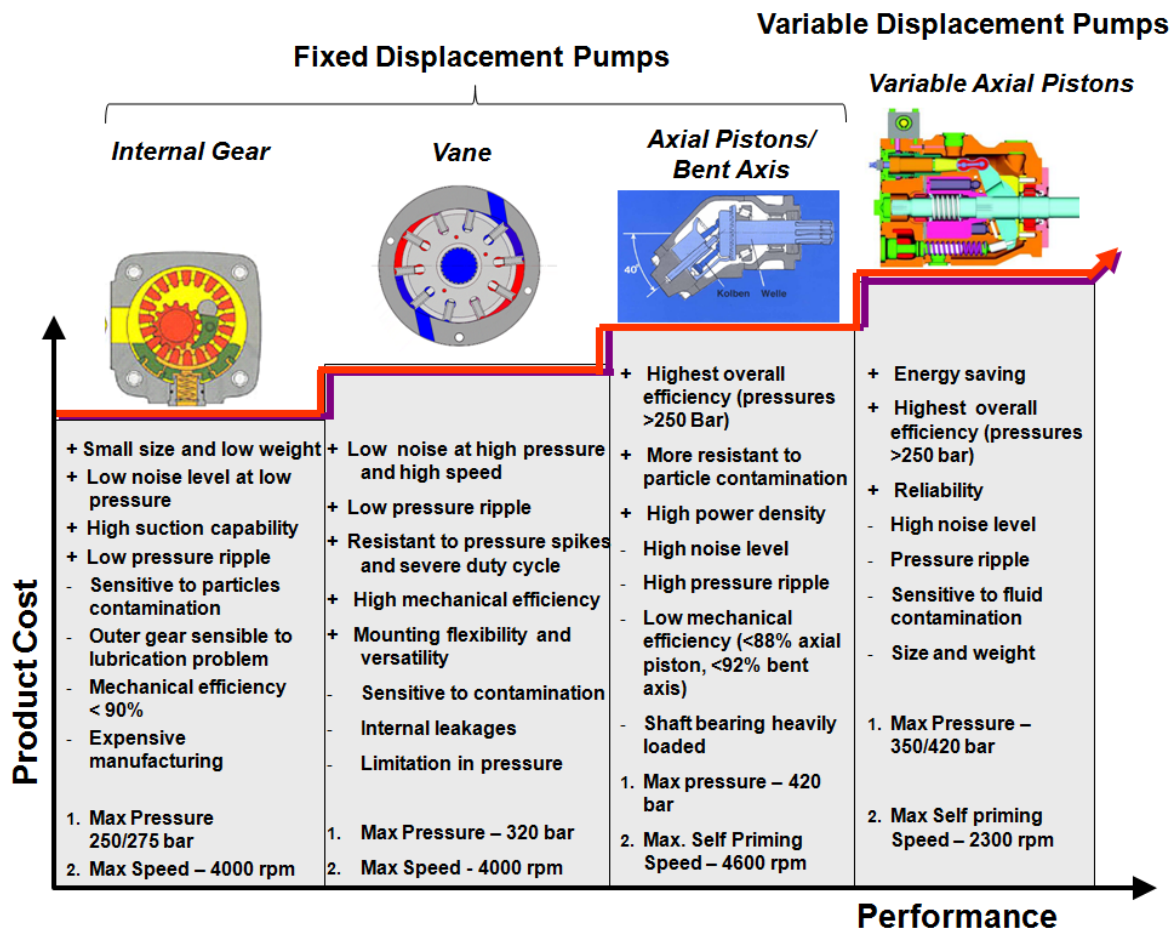 Variable Displacement Pumps
Fixed Displacement Pumps
Variable Axial Pistons
Internal Gear
Vane
Axial Pistons/
Bent Axis
40°
Kolben
Welle
Product Cost
+ Small size and low weight
+ Low noise level at low
pressure
+ High suction capability
+ Low pressure ripple
- Sensitive to particles
contamination
- Outer gear sensible to
lubrication problem
- Mechanical efficiency
< 90%
- Expensive
manufacturing
1. Max Pressure
250/275 bar
2. Max Speed – 4000 rpm
+ Low noise at high pressure
and high speed
+ Low pressure ripple
+ Resistant to pressure spikes
and severe duty cycle
+ High mechanical efficiency
+ Mounting flexibility and
versatility
- Sensitive to contamination
- Internal leakages
- Limitation in pressure
1. Max Pressure – 320 bar
2. Max Speed - 4000 rpm
+ Highest overall
efficiency (pressures
>250 Bar)
+ More resistant to
particle contamination
+ High power density
- High noise level
- High pressure ripple
- Low mechanical
efficiency (<88% axial
piston, <92% bent
axis)
- Shaft bearing heavily
loaded
1. Max pressure – 420
bar
2. Max. Self Priming
Speed – 4600 rpm
+ Energy saving
+ Highest overall
efficiency (pressures
>250 bar)
+ Reliability
- High noise level
- Pressure ripple
- Sensitive to fluid
contamination
- Size and weight
1. Max Pressure –
350/420 bar
2. Max Self priming
Speed – 2300 rpm
Performance